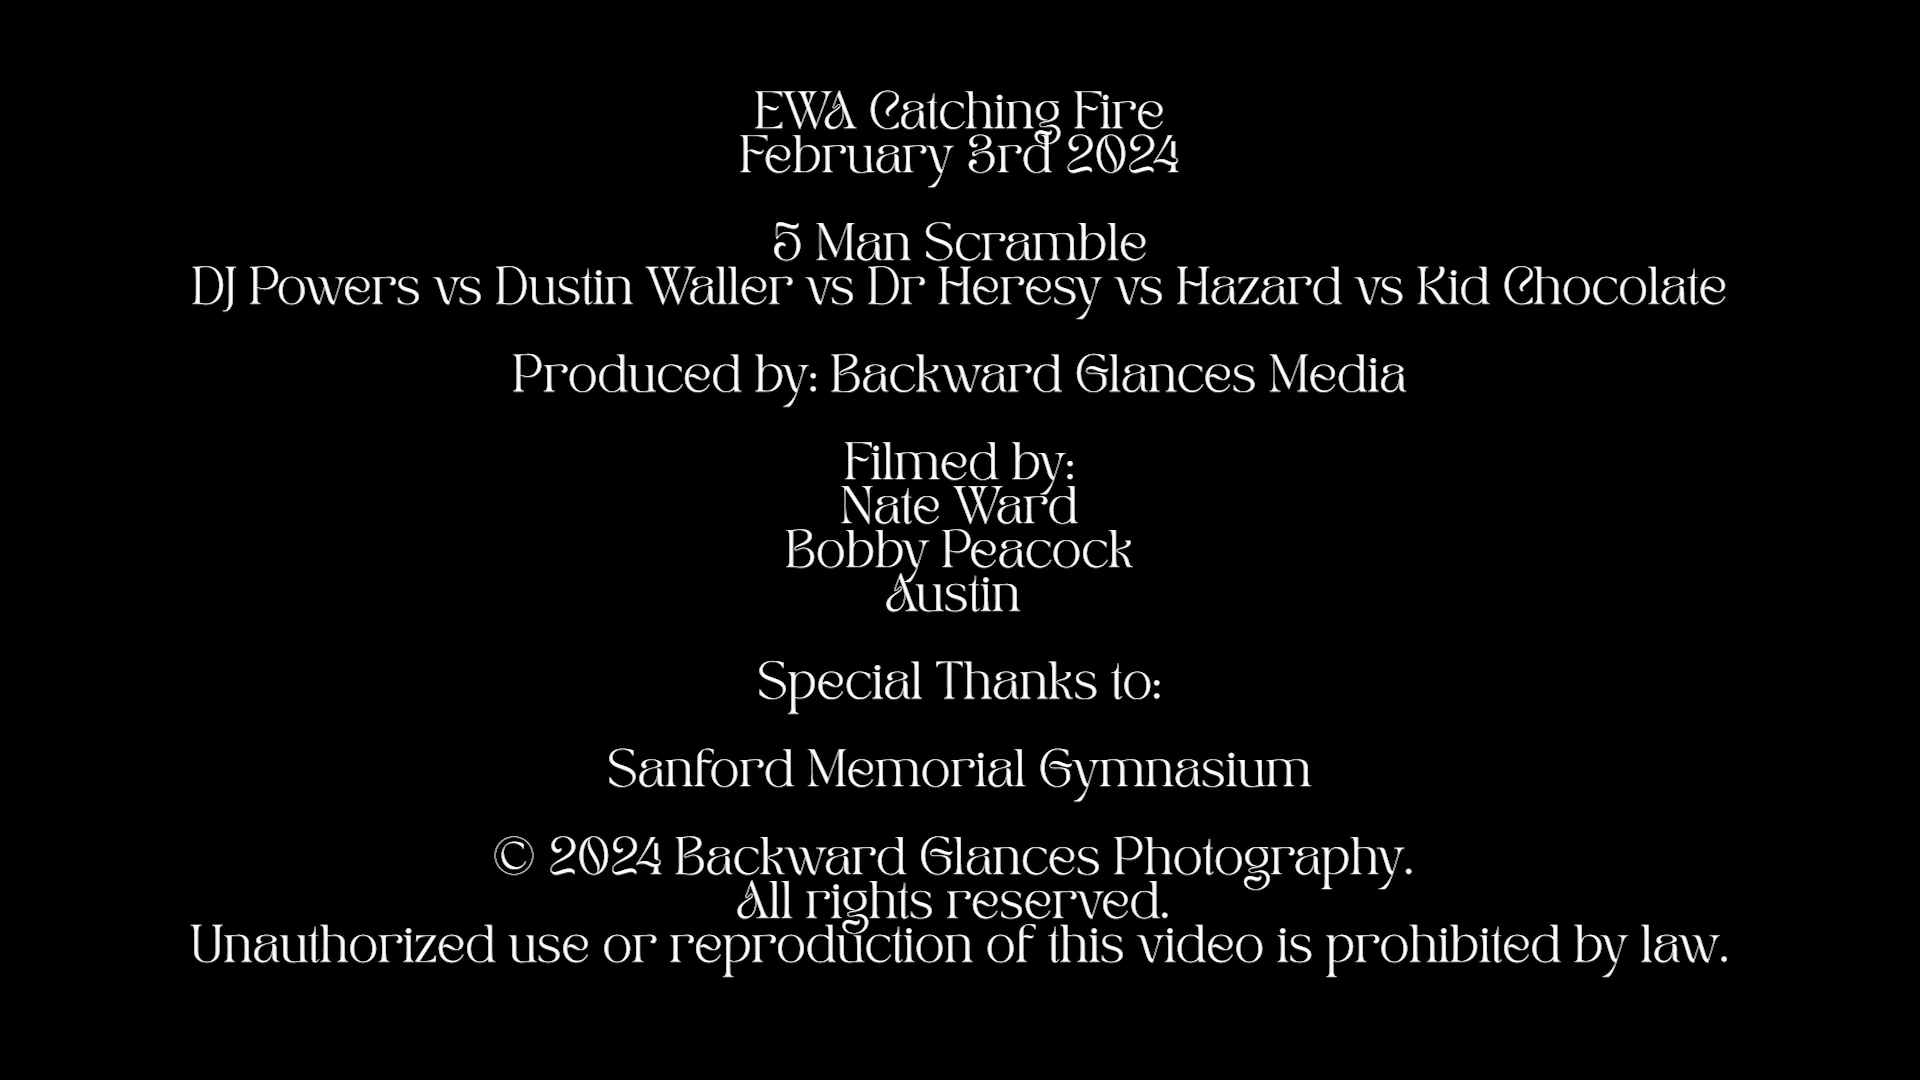 EWA Catching Fire
February 3rd 2024
5 Man Scramble
DJ Powers vs Dustin Waller vs Dr Heresy vs Hazard vs Kid Chocolate
Produced by: Backward Glances Media
Filmed by:
Nate Ward
Bobby Peacock
Austin
Special Thanks to:
Sanford Memorial Gymnasium
© 2024 Backward Glances Photography.
All rights reserved.
Unauthorized use or reproduction of this video is prohibited by law.